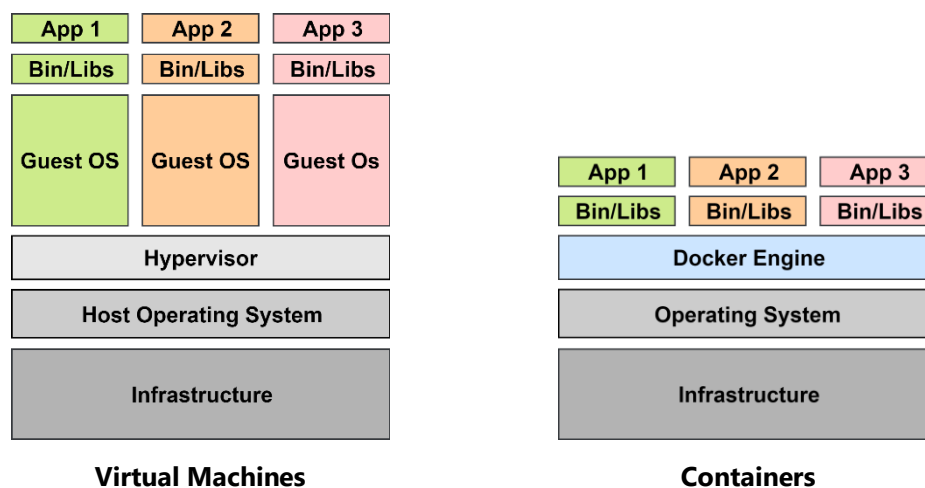 App 1
App 2
App 3
Bin/Libs
Bin/Libs
Bin/Libs
Guest OS
Guest OS
Guest Os
Hypervisor
Host Operating System
Infrastructure
Virtual Machines
App 1
App 2
App 3
Bin/Libs
Bin/Libs
Bin/Libs
Docker Engine
Operating System
Infrastructure
Containers